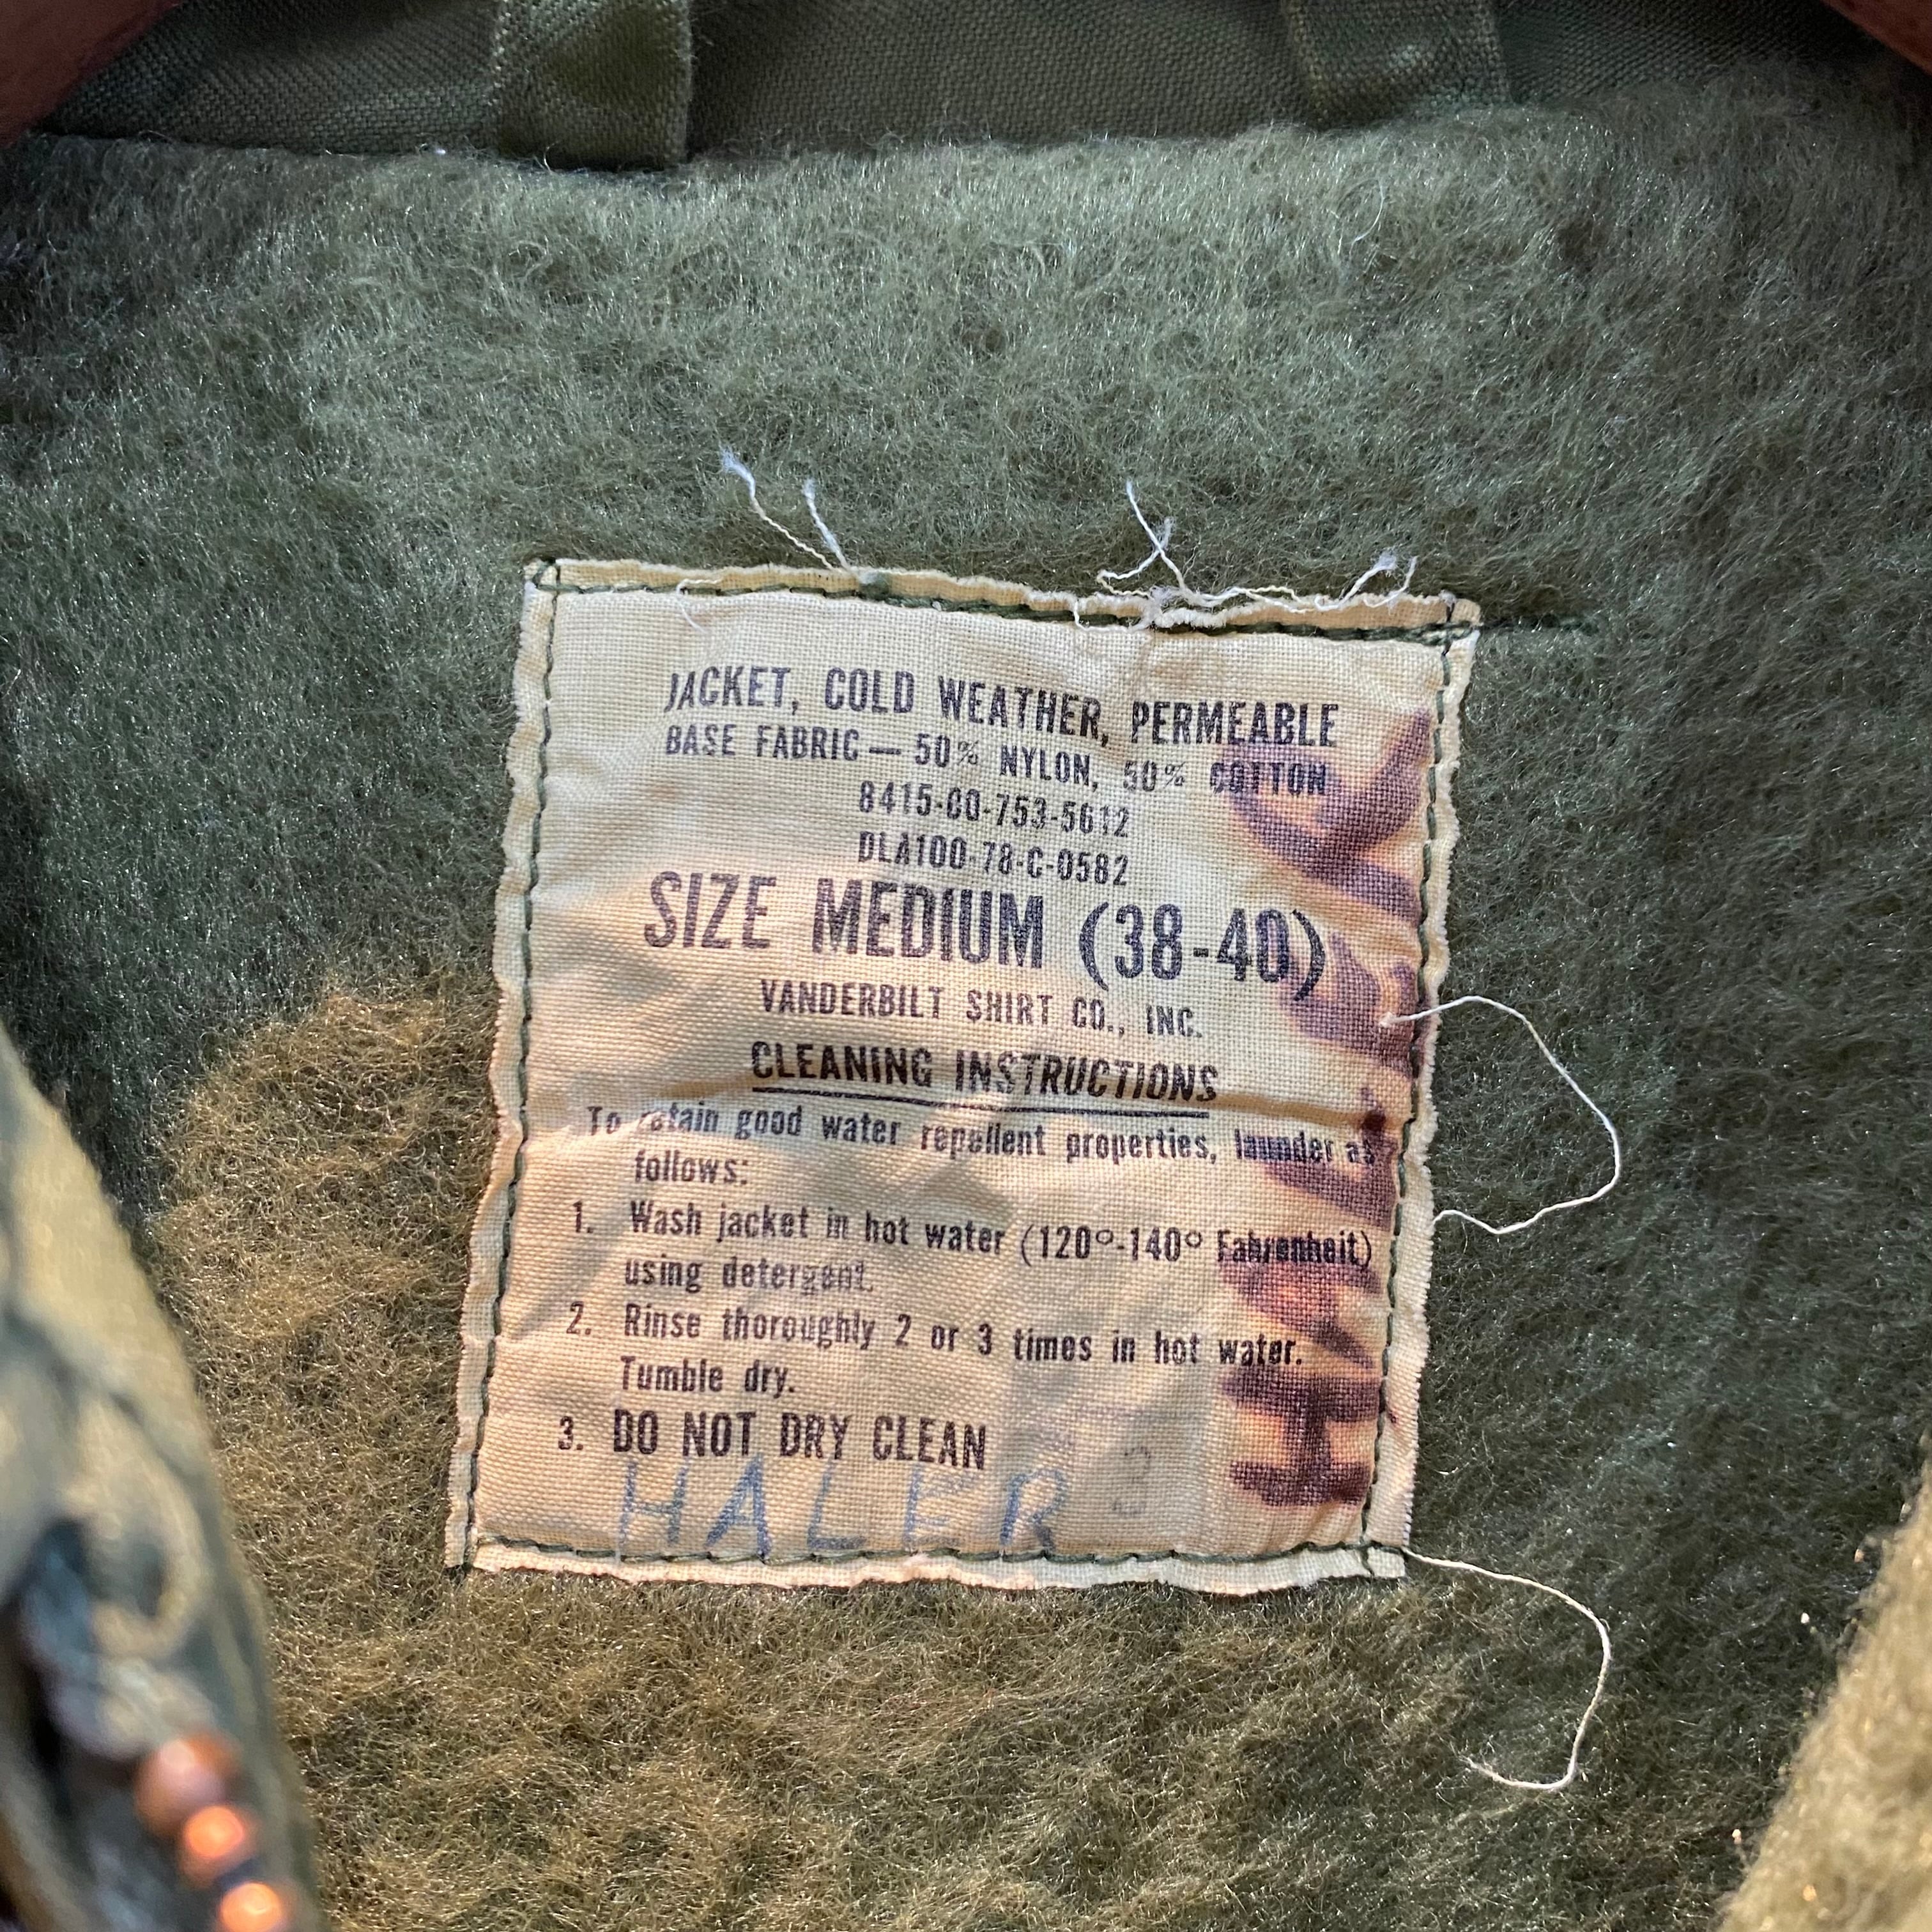 JACKET, COLD WEATHER, PERMEABLE
BASE FABRIC — 50% NYLON, 50% COTTON
8415-00-753-5612
DLA100-78-C-0582
SIZE MEDIUM (38-40)
VANDERBILT SHIRT CO., INC.
CLEANING INSTRUCTIONS
To retain good water repellent properties, launder as
follows:
1. Wash jacket in hot water (120°-140° Fahrenheit)
using detergent.
2. Rinse thoroughly 2 or 3 times in hot water.
Tumble dry.
3. DO NOT DRY CLEAN
HALER
HALER